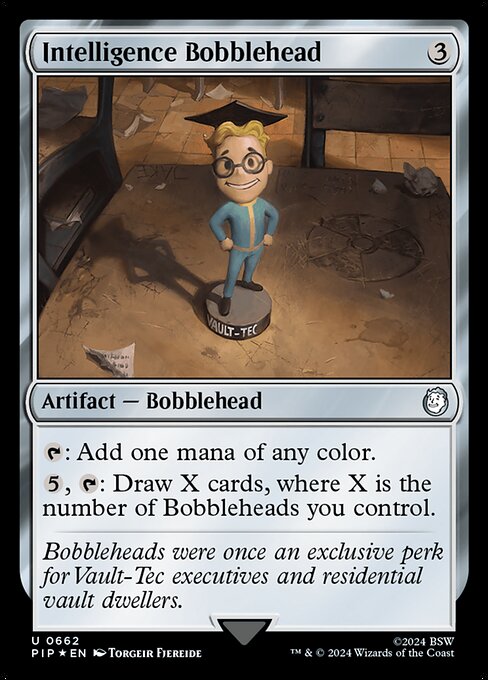 Intelligence Bobblehead 3
VAULT-TEC
Artifact — Bobblehead
: Add one mana of any color.
5, : Draw X cards, where X is the
number of Bobbleheads you control.
Bobbleheads were once an exclusive perk
for Vault-Tec executives and residential
vault dwellers.
U 0662
PIP★EN Torgeir Fjereide
©2024 BSW
™ & © 2024 Wizards of the Coast